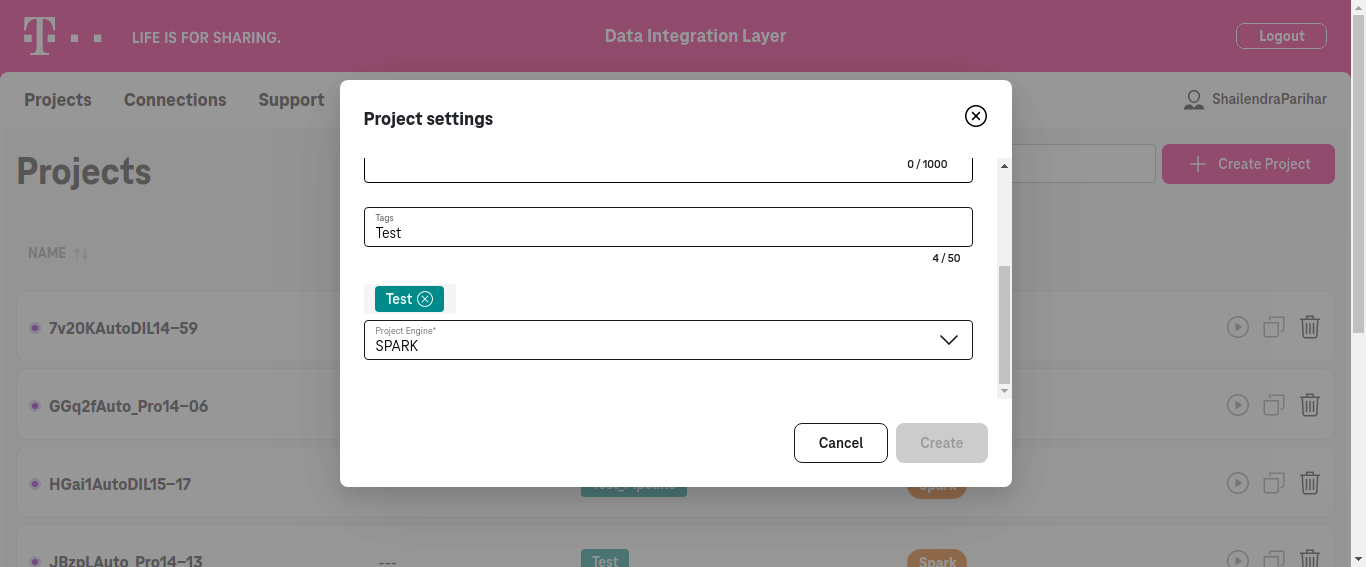 T
LIFE IS FOR SHARING.
Data Integration Layer
Logout
Projects
Connections
Support
ShailendraParihar
Project settings
Projects
Create Project
0 / 1000
Tags
Test
4 / 50
NAME
Test
Project Engine*
SPARK
7v20KAutoDIL14-59
GGq2fAuto_Pro14-06
Cancel
Create
HGai1AutoDIL15-17
Test_Pipeline
Spark
JBzpLAuto_Pro14-13
---
Test
Spark